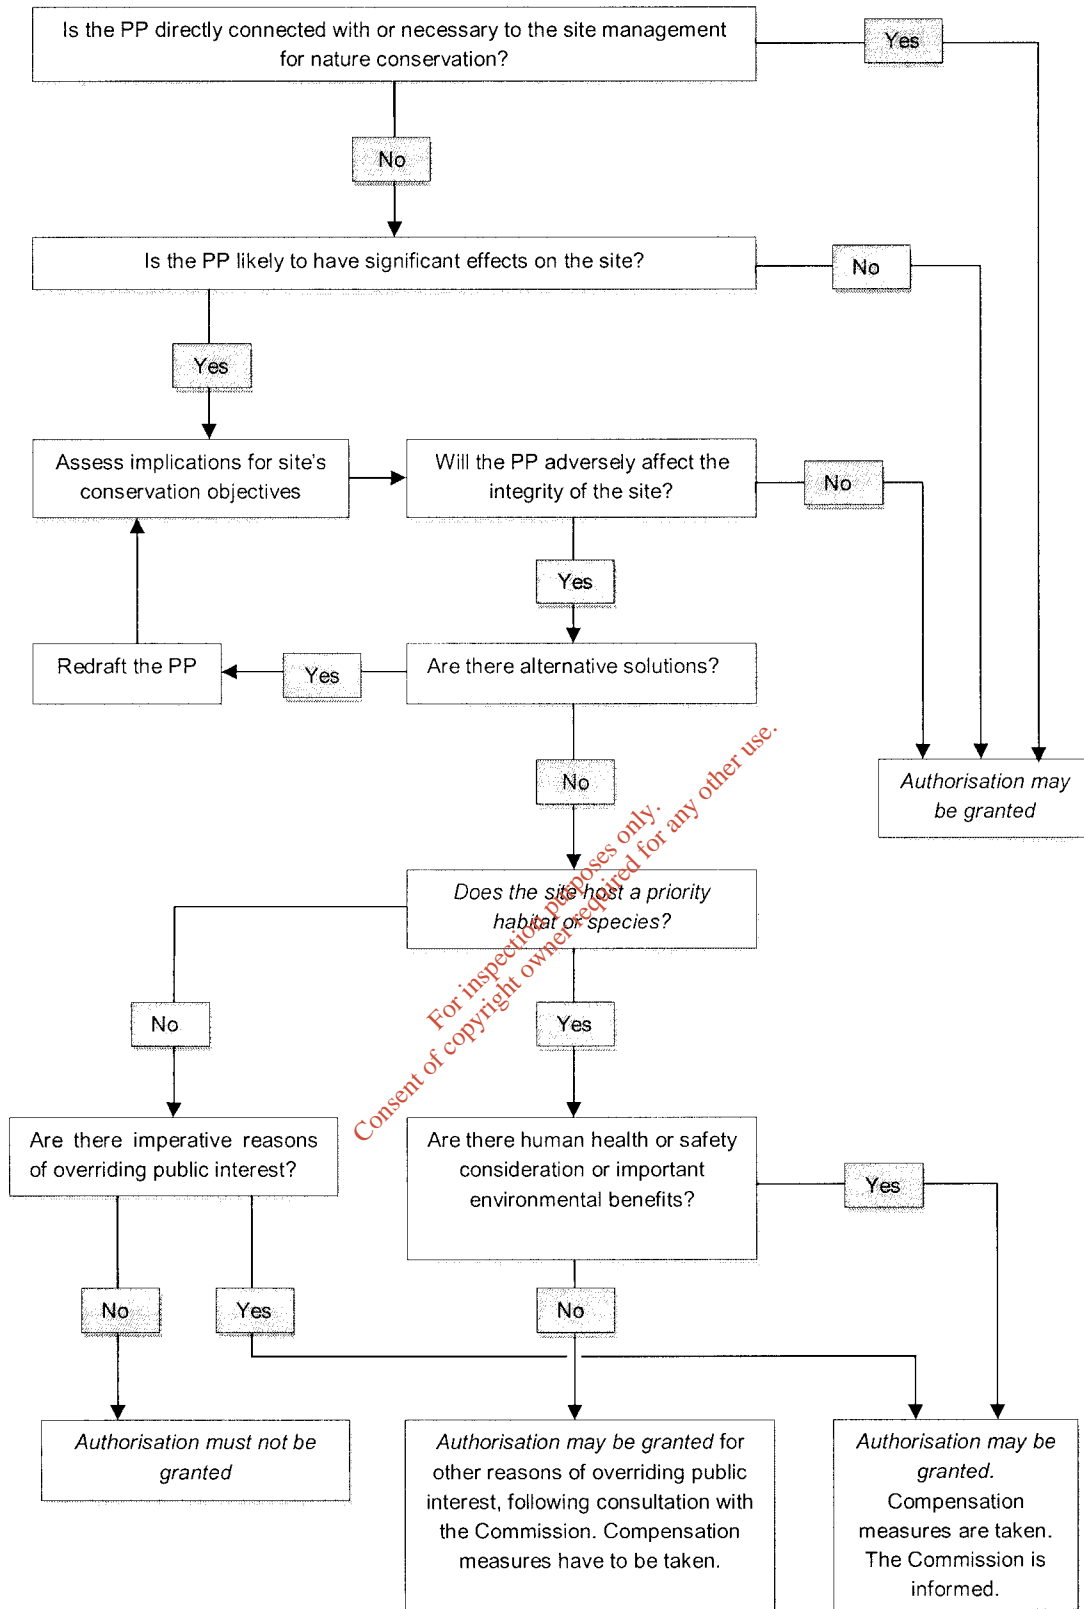 Is the PP directly connected with or necessary to the site management
for nature conservation?
Yes
No
Is the PP likely to have significant effects on the site?
No
Yes
Assess implications for site's
conservation objectives
Will the PP adversely affect the
integrity of the site?
No
Yes
Redraft the PP
Yes
Are there alternative solutions?
No
Authorisation may
be granted
Does the site host a priority
habitat or species?
For inspection purposes only.
Consent of copyright owner required for any other use.
No
Yes
Are there imperative reasons
of overriding public interest?
Are there human health or safety
consideration or important
environmental benefits?
Yes
No
Yes
No
Authorisation must not be
granted
Authorisation may be granted for
other reasons of overriding public
interest, following consultation with
the Commission. Compensation
measures have to be taken.
Authorisation may be
granted.
Compensation
measures are taken.
The Commission is
informed.